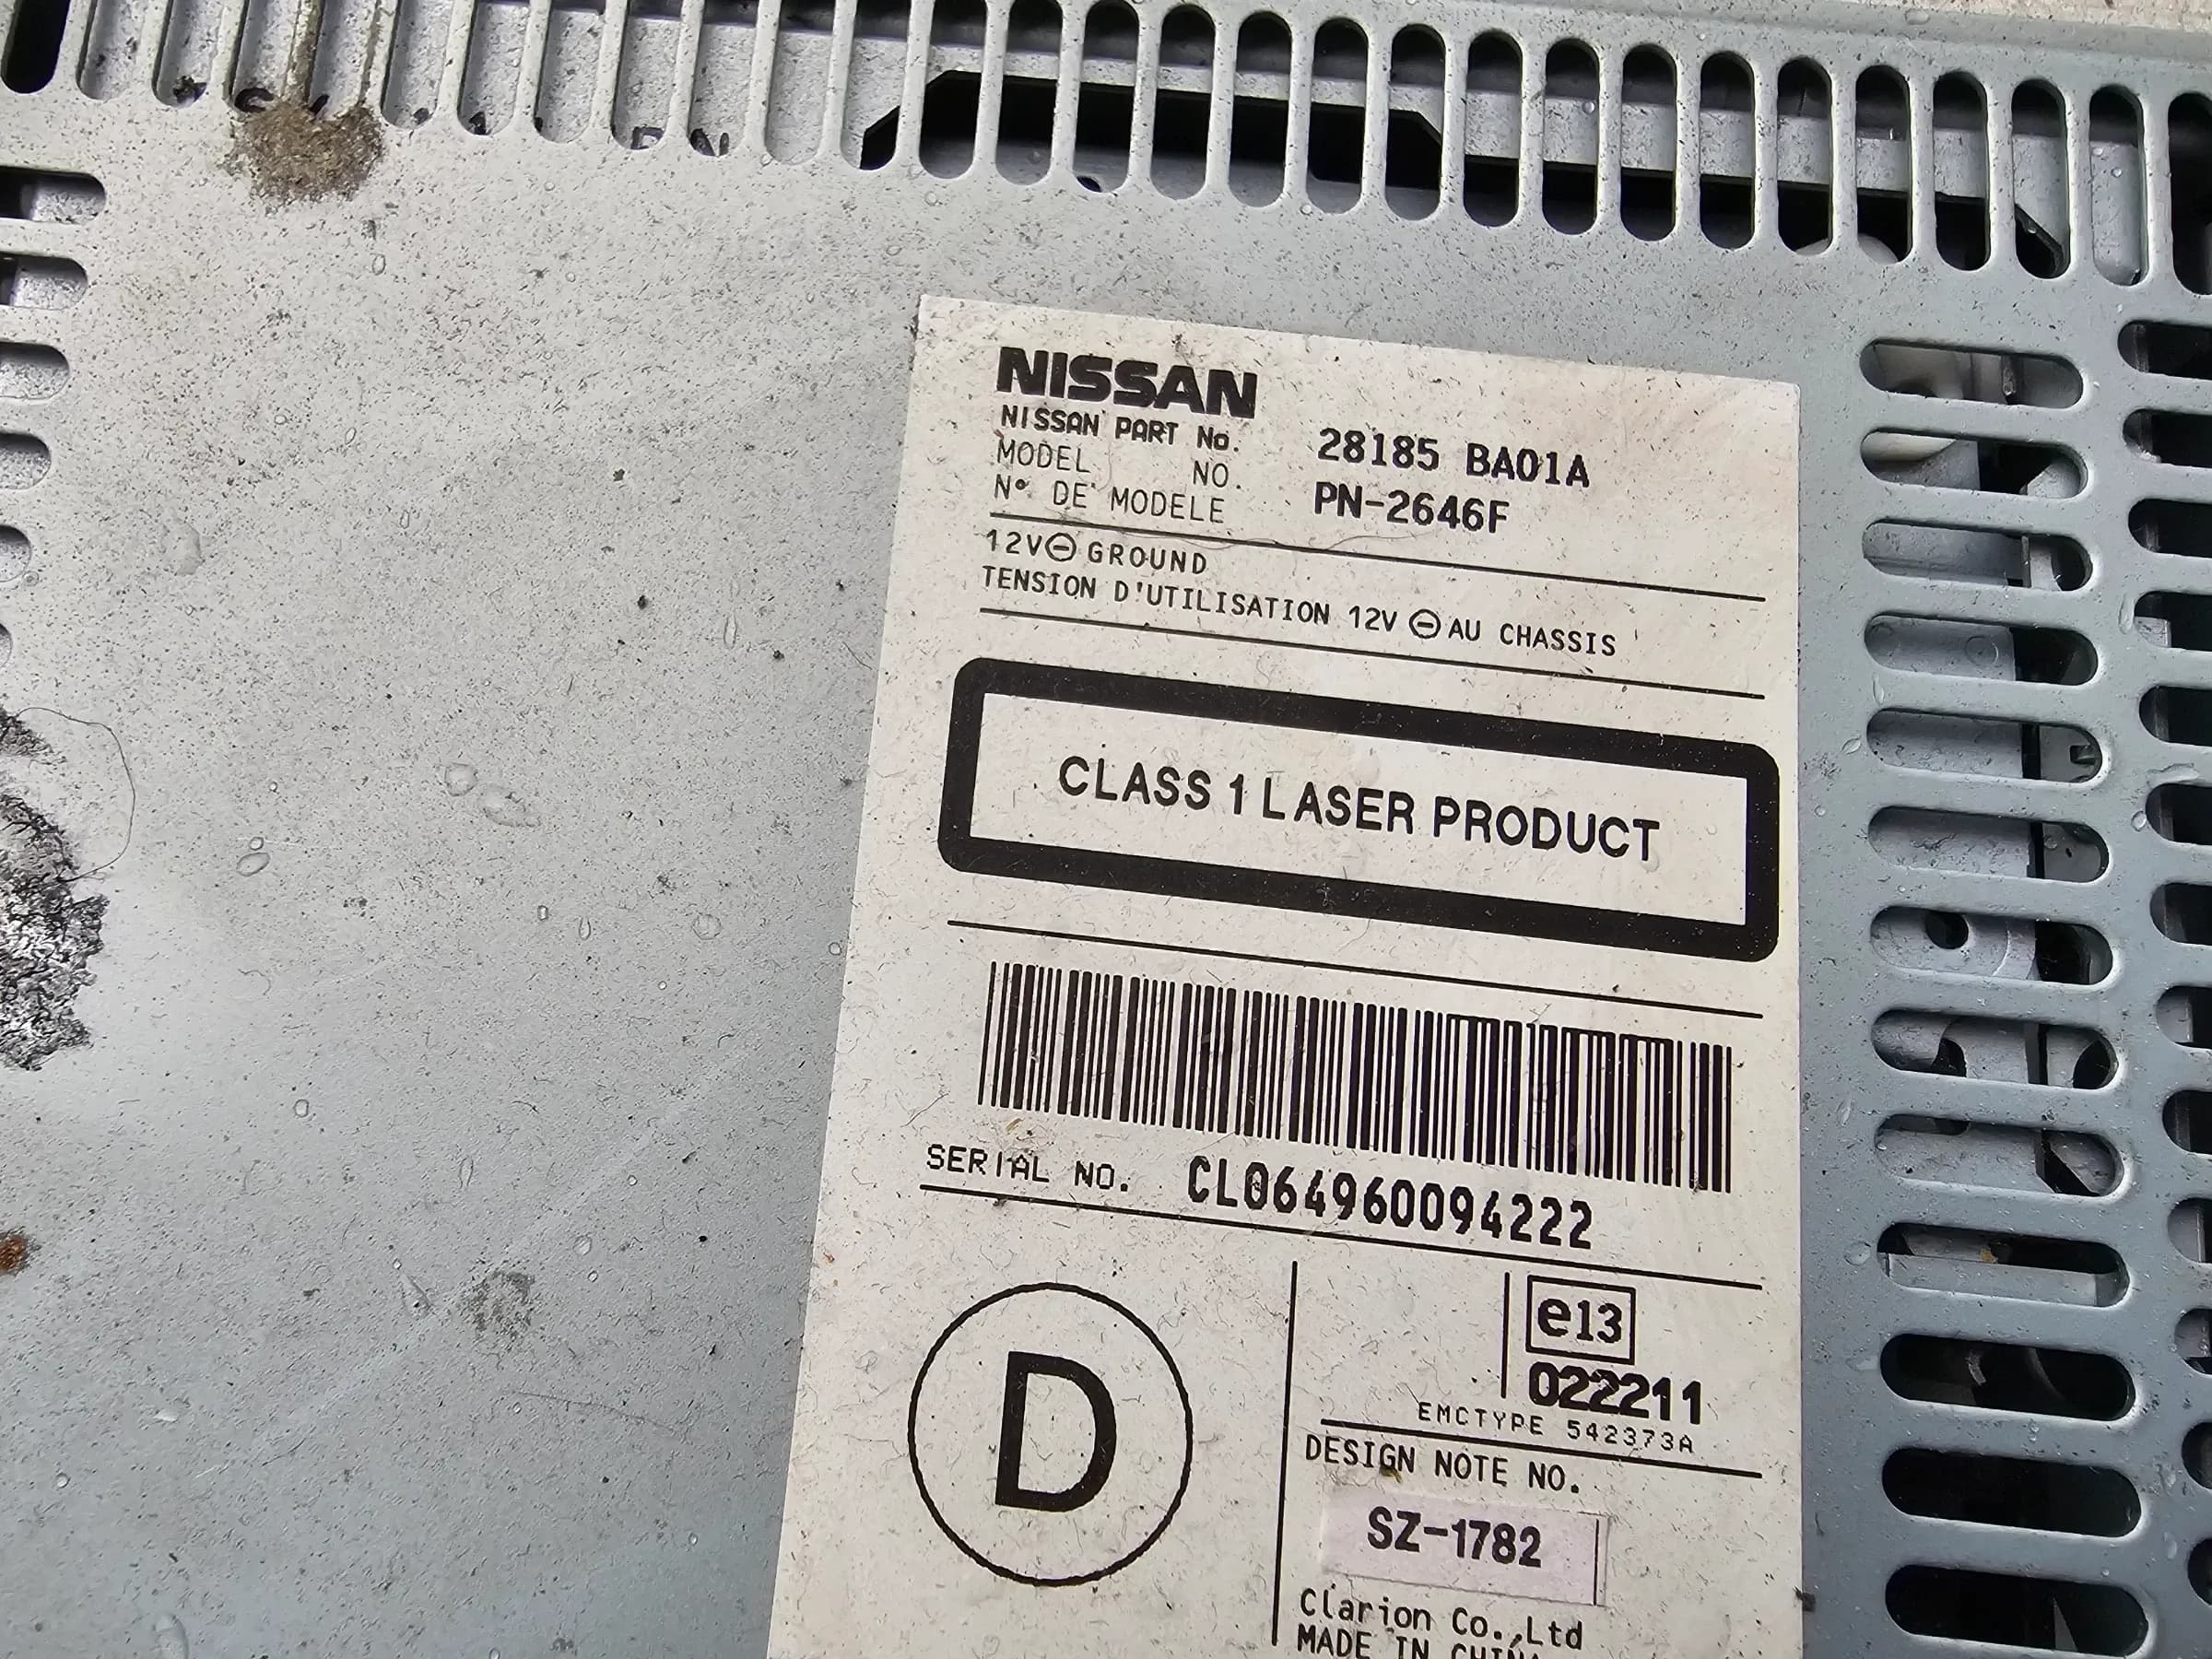 NISSAN
NISSAN PART No. 28185 BA01A
MODEL NO.
N° DE MODELE PN-2646F
12V⊖GROUND
TENSION D'UTILISATION 12V ⊖ AU CHASSIS
CLASS 1 LASER PRODUCT
SERIAL NO. CL064960094222
D
e13
022211
EMCTYPE 542373A
DESIGN NOTE NO.
SZ-1782
Clarion Co.,Ltd
MADE IN CHINA